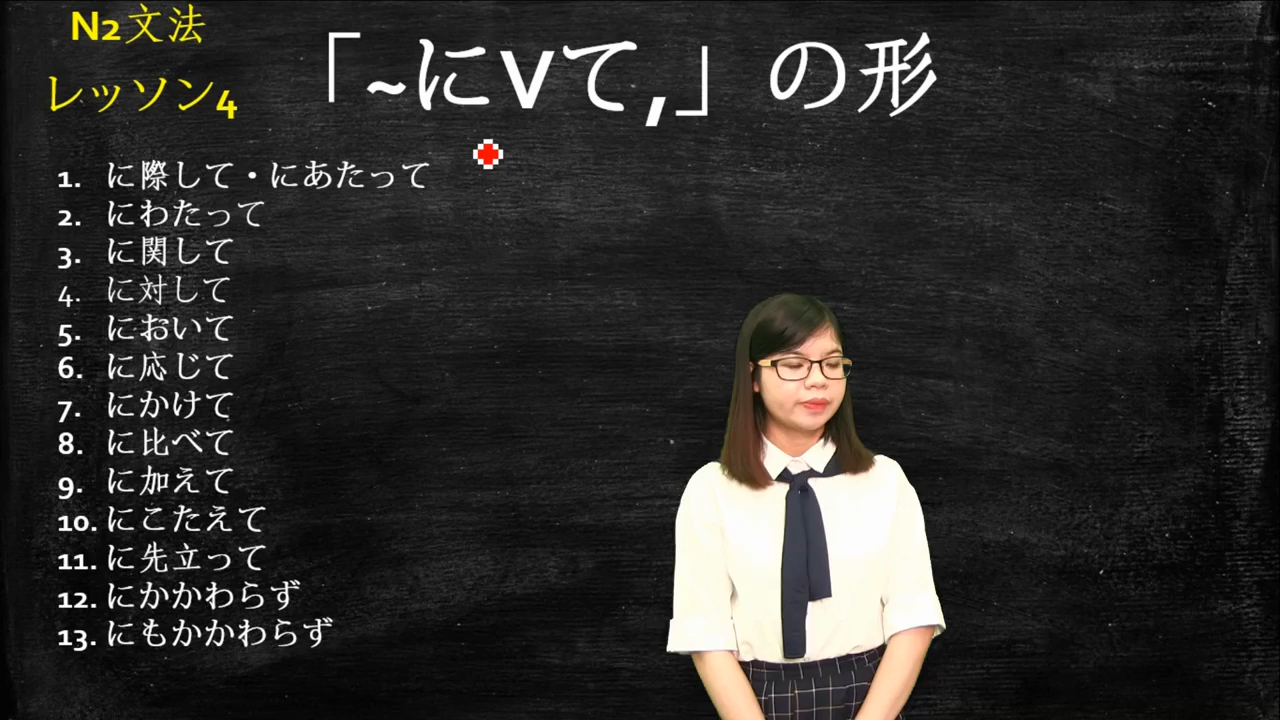 N2文法
レッソン4
「~にVて,」の形
1. に際して・にあたって
2. にわたって
3. に関して
4. に対して
5. において
6. に応じて
7. にかけて
8. に比べて
9. に加えて
10. にこたえて
11. に先立って
12. にかかわらず
13. にもかかわらず